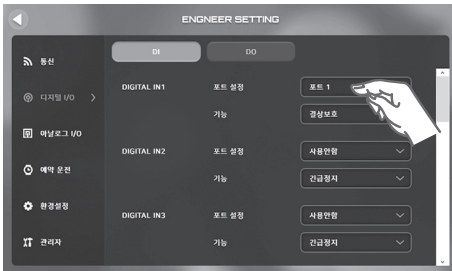 ENGNEER SETTING
통신
디지털 I/O
아날로그 I/O
예약 운전
환경설정
관리자
DI
DO
DIGITAL IN1
포트 설정
포트 1
기능
결상보호
DIGITAL IN2
포트 설정
사용안함
기능
긴급정지
DIGITAL IN3
포트 설정
사용안함
기능
긴급정지